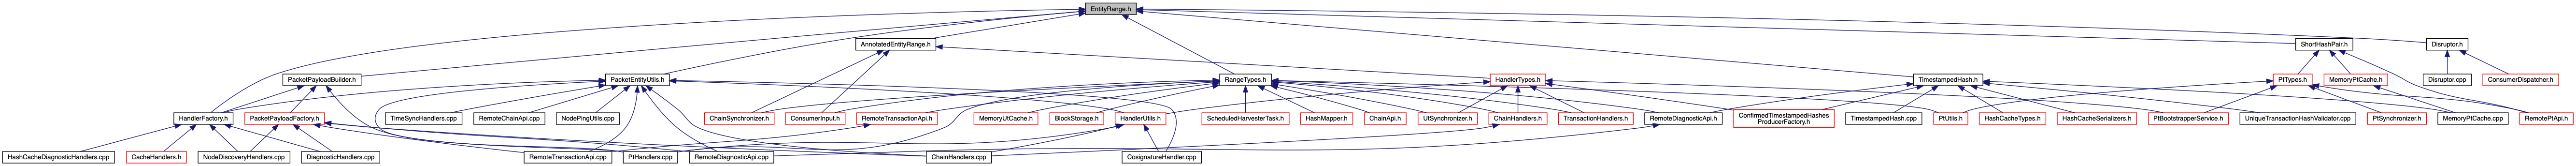 EntityRange.h
AnnotatedEntityRange.h
ShortHashPair.h
Disruptor.h
PacketPayloadBuilder.h
PacketEntityUtils.h
RangeTypes.h
HandlerTypes.h
TimestampedHash.h
PtTypes.h
MemoryPtCache.h
Disruptor.cpp
ConsumerDispatcher.h
HandlerFactory.h
PacketPayloadFactory.h
TimeSyncHandlers.cpp
RemoteChainApi.cpp
NodePingUtils.cpp
ChainSynchronizer.h
ConsumerInput.h
RemoteTransactionApi.h
MemoryUtCache.h
BlockStorage.h
HandlerUtils.h
ScheduledHarvesterTask.h
HashMapper.h
ChainApi.h
UtSynchronizer.h
ChainHandlers.h
TransactionHandlers.h
RemoteDiagnosticApi.h
ConfirmedTimestampedHashes
ProducerFactory.h
TimestampedHash.cpp
PtUtils.h
HashCacheTypes.h
HashCacheSerializers.h
PtBootstrapperService.h
UniqueTransactionHashValidator.cpp
PtSynchronizer.h
MemoryPtCache.cpp
RemotePtApi.h
HashCacheDiagnosticHandlers.cpp
CacheHandlers.h
NodeDiscoveryHandlers.cpp
DiagnosticHandlers.cpp
RemoteTransactionApi.cpp
PtHandlers.cpp
RemoteDiagnosticApi.cpp
ChainHandlers.cpp
CosignatureHandler.cpp